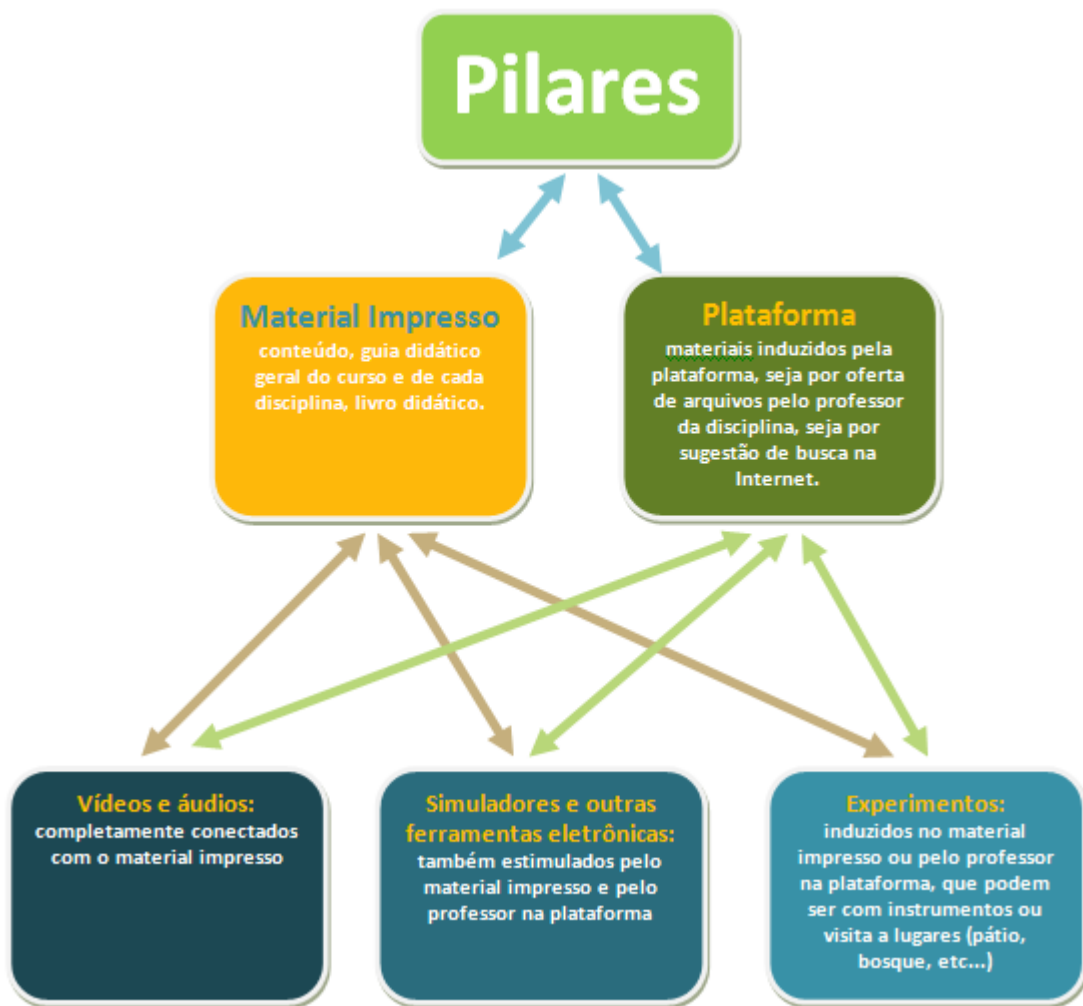 Pilares
Material Impresso
conteúdo, guia didático
geral do curso e de cada
disciplina, livro didático.
Plataforma
materiais induzidos pela
plataforma, seja por oferta
de arquivos pelo professor
da disciplina, seja por
sugestão de busca na
Internet.
Vídeos e áudios:
completamente conectados
com o material impresso
Simuladores e outras
ferramentas eletrônicas:
também estimulados pelo
material impresso e pelo
professor na plataforma
Experimentos:
induzidos no material
impresso ou pelo professor
na plataforma, que podem
ser com instrumentos ou
visita a lugares (pátio,
bosque, etc...)